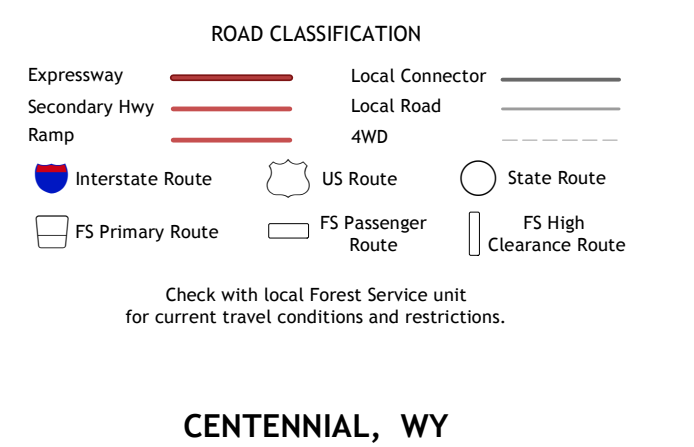 ROAD CLASSIFICATION
Expressway
Local Connector
Secondary Hwy
Local Road
Ramp
4WD
Interstate Route
US Route
State Route
FS Primary Route
FS Passenger
Route
FS High
Clearance Route
Check with local Forest Service unit
for current travel conditions and restrictions.
CENTENNIAL, WY